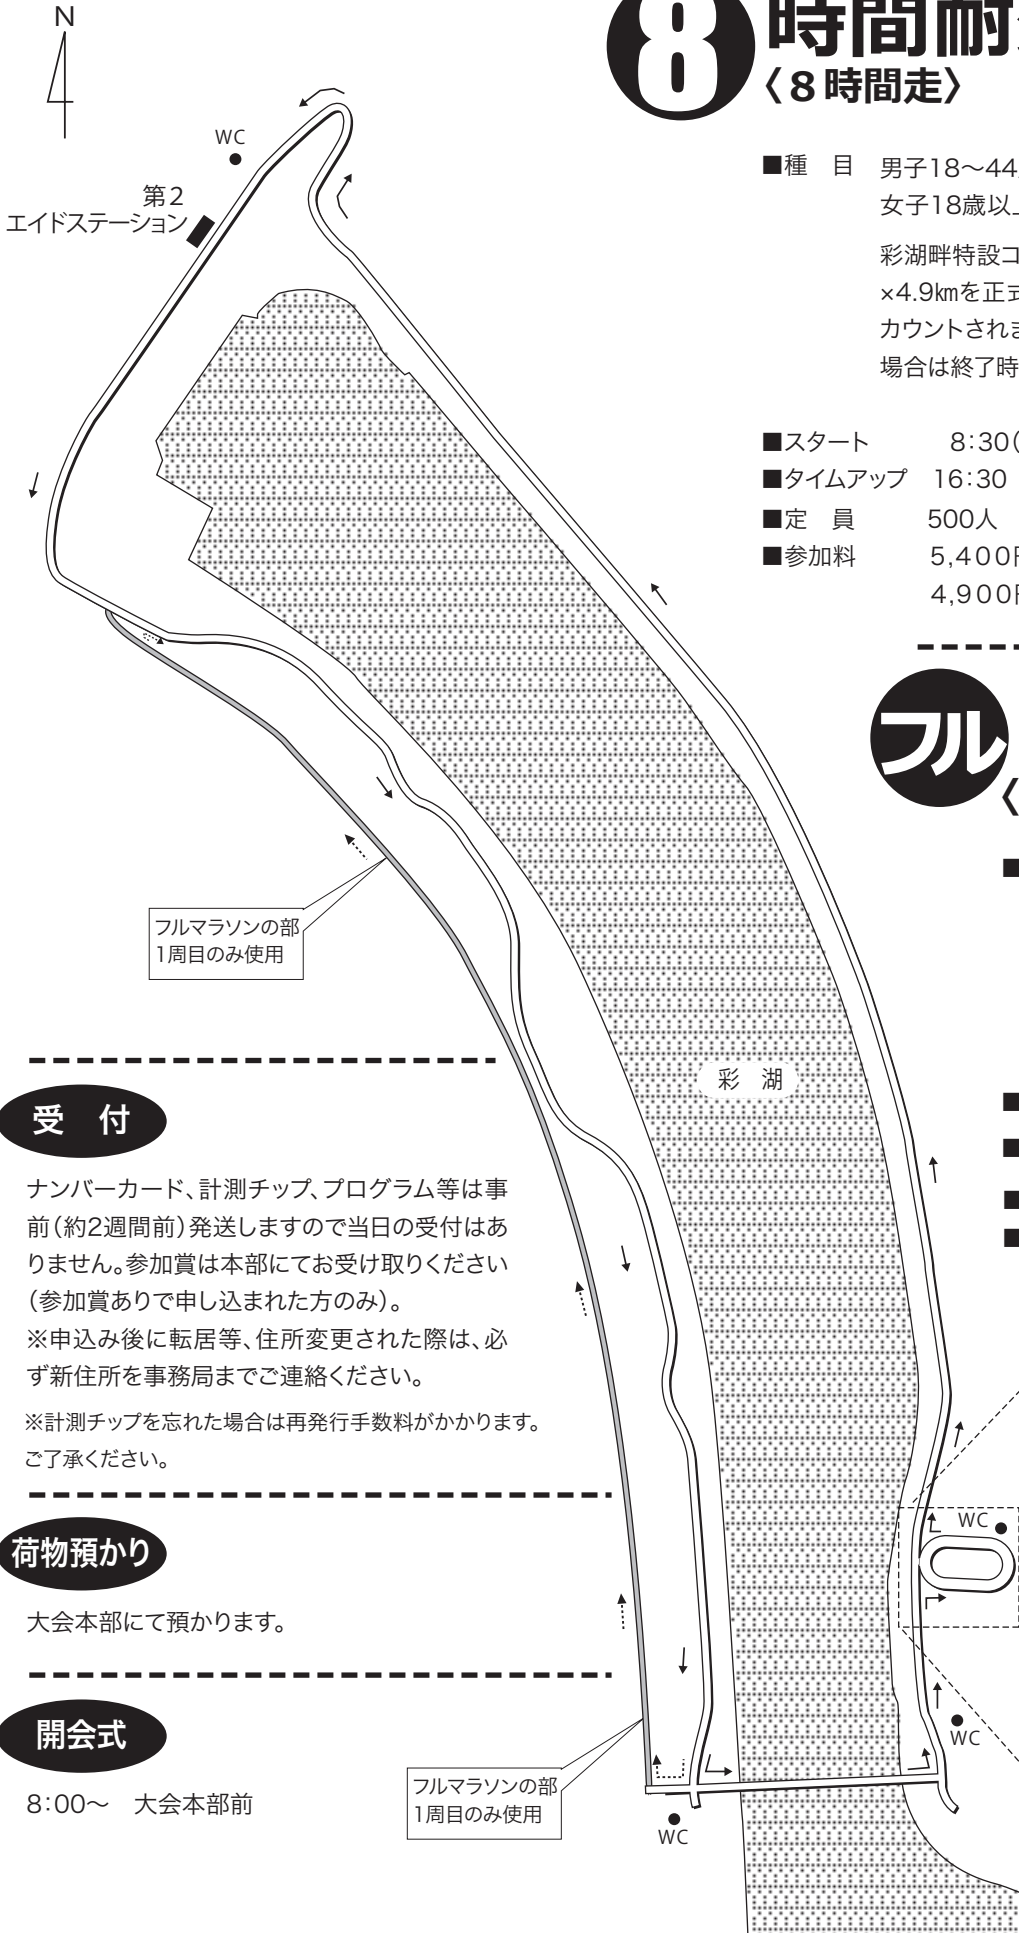 N
WC
第2
エイドステーション
8時間耐
〈8時間走〉
■種　目　男子18〜44
女子18歳以
彩湖畔特設コ
×4.9㎞を正式
カウントされま
場合は終了時
■スタート　8:30(
■タイムアップ　16:30
■定　員　500人
■参加料　5,400円
4,900円
フル
〈
フルマラソンの部
1周目のみ使用
彩　湖
受　付
ナンバーカード、計測チップ、プログラム等は事
前(約2週間前)発送しますので当日の受付はあ
りません。参加賞は本部にてお受け取りください
(参加賞ありで申し込まれた方のみ)。
※申込み後に転居等、住所変更された際は、必
ず新住所を事務局までご連絡ください。
※計測チップを忘れた場合は再発行手数料がかかります。
ご了承ください。
荷物預かり
大会本部にて預かります。
開会式
8:00〜　大会本部前
フルマラソンの部
1周目のみ使用
WC
WC
WC